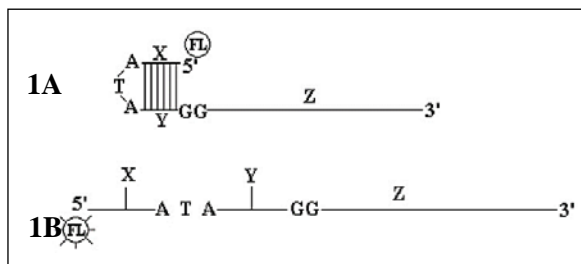 FL
A X 5'
1A T
A Y GG Z 3'
X Y Z
5' A T A GG 3'
1B FL